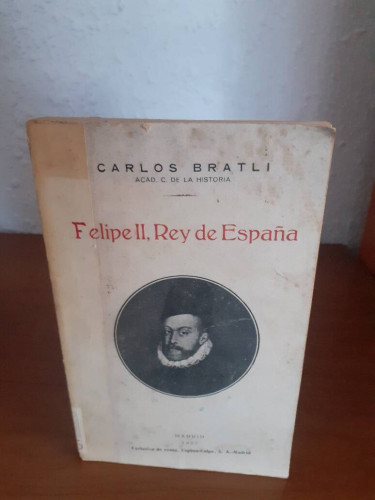 CARLOS BRATLI
ACAD. C. DE LA HISTORIA
Felipe II, Rey de España
MADRID